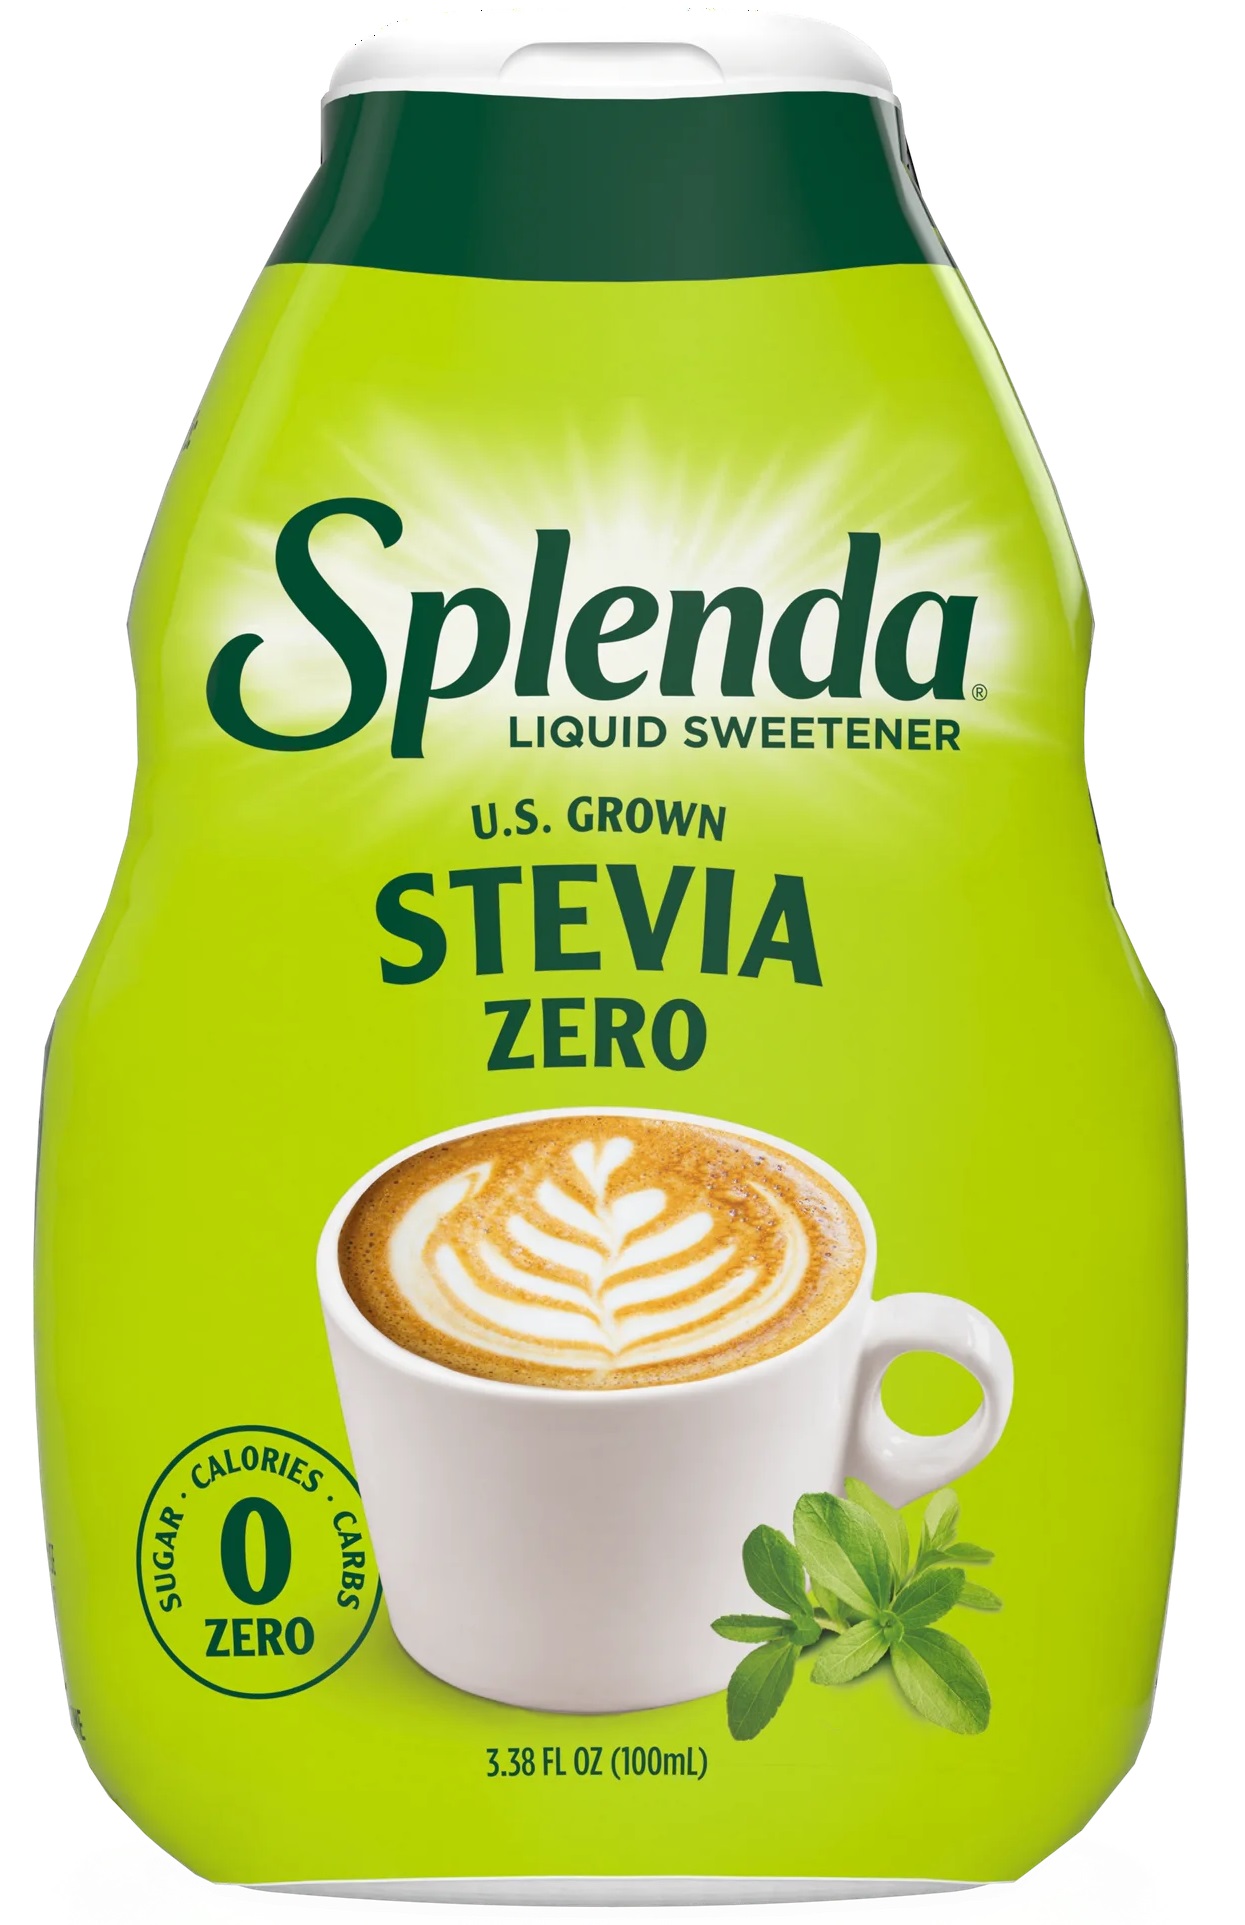 Splenda®
LIQUID SWEETENER
U.S. GROWN
STEVIA
ZERO
SUGAR · CALORIES · CARBS
0
ZERO
3.38 FL OZ (100mL)